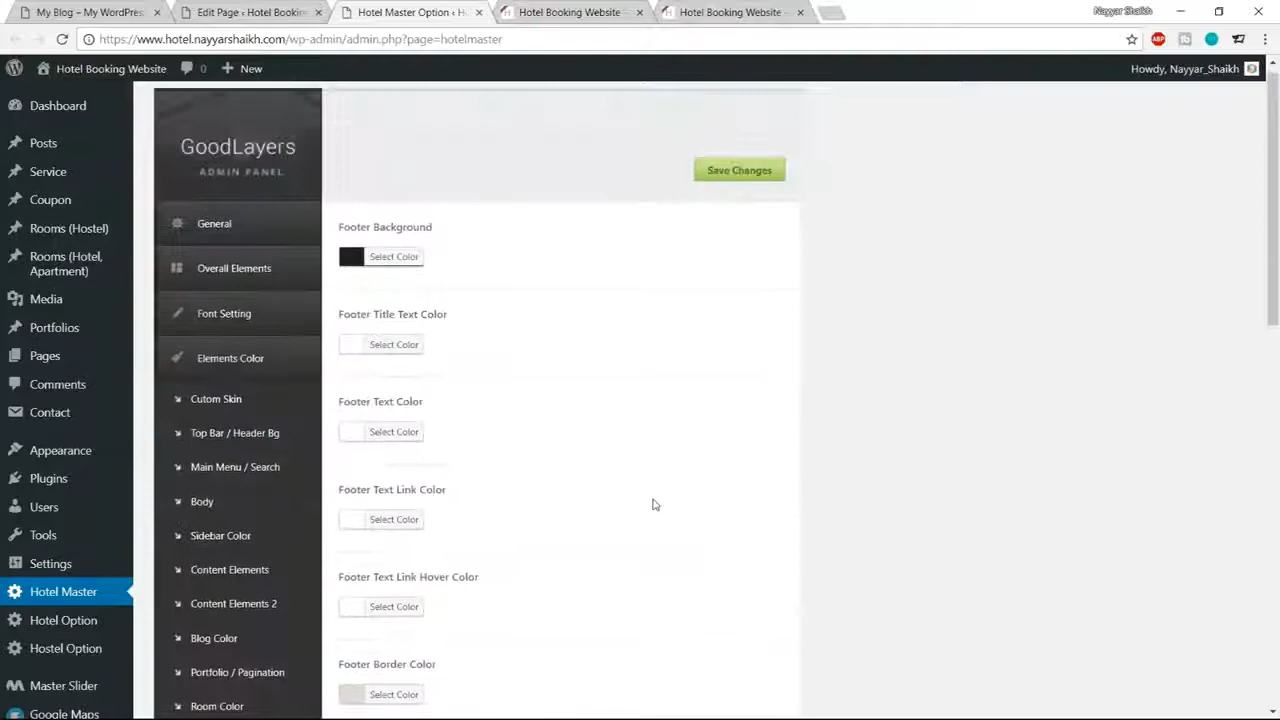 My Blog – My WordPress
Edit Page ‹ Hotel Bookin
Hotel Master Option ‹ H
Hotel Booking Website –
Hotel Booking Website –
Nayyar Shaikh
https://www.hotel.nayyarshaikh.com/wp-admin/admin.php?page=hotelmaster
ABP
Hotel Booking Website
0
New
Howdy, Nayyar_Shaikh
Dashboard
Posts
Service
Coupon
Rooms (Hostel)
Rooms (Hotel,
Apartment)
Media
Portfolios
Pages
Comments
Contact
Appearance
Plugins
Users
Tools
Settings
Hotel Master
Hotel Option
Hostel Option
Master Slider
Google Maps
GoodLayers
ADMIN PANEL
General
Overall Elements
Font Setting
Elements Color
Cutom Skin
Top Bar / Header Bg
Main Menu / Search
Body
Sidebar Color
Content Elements
Content Elements 2
Blog Color
Portfolio / Pagination
Room Color
Save Changes
Footer Background
Select Color
Footer Title Text Color
Select Color
Footer Text Color
Select Color
Footer Text Link Color
Select Color
Footer Text Link Hover Color
Select Color
Footer Border Color
Select Color